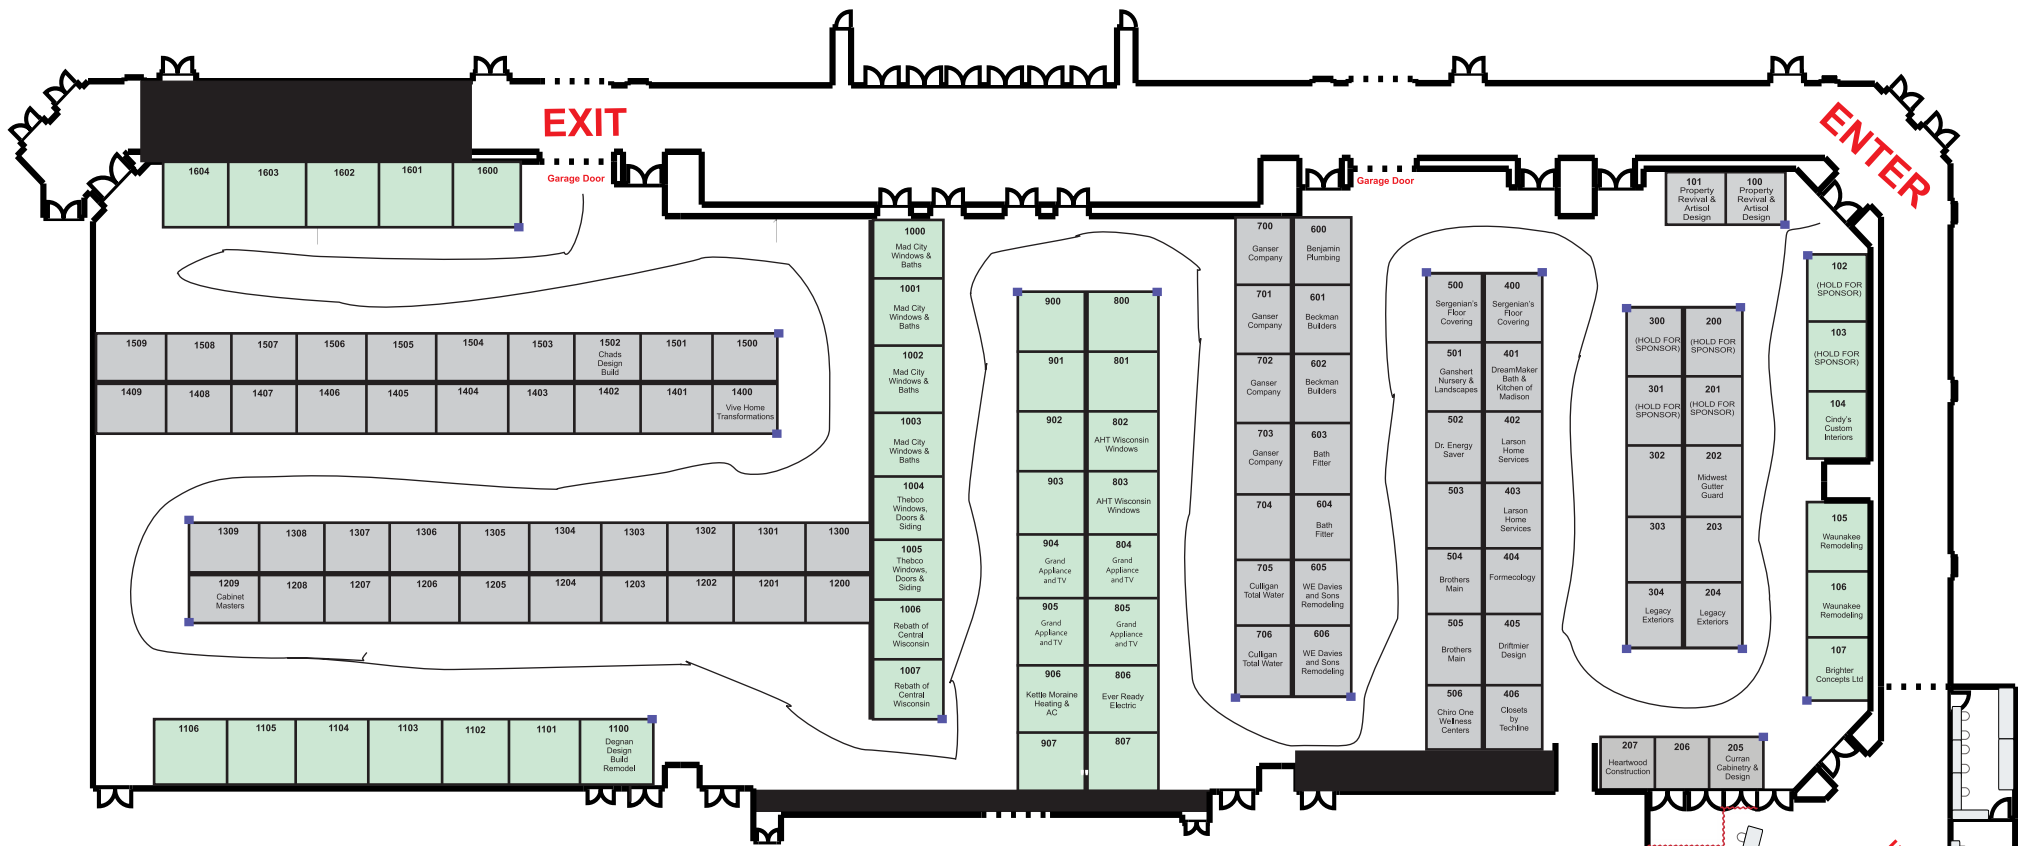 EXIT
ENTER
Garage Door
Garage Door
1604
1603
1602
1601
1600
101
Property
Revival &
Artisol
Design
100
Property
Revival &
Artisol
Design
1000
Mad City
Windows &
Baths
1001
Mad City
Windows &
Baths
1002
Mad City
Windows &
Baths
1003
Mad City
Windows &
Baths
1004
Thebco
Windows,
Doors &
Siding
1005
Thebco
Windows,
Doors &
Siding
1006
Rebath of
Central
Wisconsin
1007
Rebath of
Central
Wisconsin
900
800
901
801
902
802
AHT Wisconsin
Windows
903
803
AHT Wisconsin
Windows
904
Grand
Appliance
and TV
804
Grand
Appliance
and TV
905
Grand
Appliance
and TV
805
Grand
Appliance
and TV
906
Kettle Moraine
Heating &
AC
806
Ever Ready
Electric
907
807
700
Ganser
Company
600
Benjamin
Plumbing
701
Ganser
Company
601
Beckman
Builders
702
Ganser
Company
602
Beckman
Builders
703
Ganser
Company
603
Bath
Fitter
704
604
Bath
Fitter
705
Culligan
Total Water
605
WE Davies
and Sons
Remodeling
706
Culligan
Total Water
606
WE Davies
and Sons
Remodeling
500
Sergenian's
Floor
Covering
400
Sergenian's
Floor
Covering
501
Ganshert
Nursery &
Landscapes
401
DreamMaker
Bath &
Kitchen of
Madison
502
Dr. Energy
Saver
402
Larson
Home
Services
503
403
Larson
Home
Services
504
Brothers
Main
404
Formecology
505
Brothers
Main
405
Driftmier
Design
506
Chiro One
Wellness
Centers
406
Closets
by
Techline
300
(HOLD FOR
SPONSOR)
200
(HOLD FOR
SPONSOR)
301
(HOLD FOR
SPONSOR)
201
(HOLD FOR
SPONSOR)
302
202
Midwest
Gutter
Guard
303
203
304
Legacy
Exteriors
204
Legacy
Exteriors
102
(HOLD FOR
SPONSOR)
103
(HOLD FOR
SPONSOR)
104
Cindy's
Custom
Interiors
105
Waunakee
Remodeling
106
Waunakee
Remodeling
107
Brighter
Concepts Ltd
207
Heartwood
Construction
206
205
Curran
Cabinetry &
Design
1509
1508
1507
1506
1505
1504
1503
1502
Chads
Design
Build
1501
1500
1409
1408
1407
1406
1405
1404
1403
1402
1401
1400
Vive Home
Transformations
1309
1308
1307
1306
1305
1304
1303
1302
1301
1300
1209
Cabinet
Masters
1208
1207
1206
1205
1204
1203
1202
1201
1200
1106
1105
1104
1103
1102
1101
1100
Degnan
Design
Build
Remodel